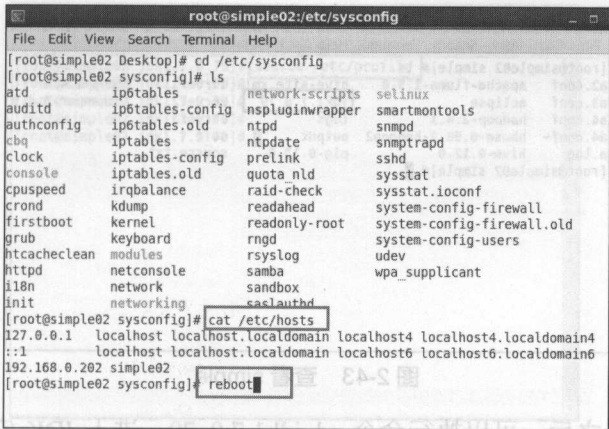 root@simple02:/etc/sysconfig
File Edit View Search Terminal Help
[root@simple02 Desktop]# cd /etc/sysconfig
[root@simple02 sysconfig]# ls
atd ip6tables network-scripts selinux
auditd ip6tables-config nspluginwrapper smartmontools
authconfig ip6tables.old ntpd snmpd
cbq iptables ntpdate snmptrapd
clock iptables-config prelink sshd
console iptables.old quota_nld sysstat
cpuspeed irqbalance raid-check sysstat.ioconf
crond kdump readahead system-config-firewall
firstboot kernel readonly-root system-config-firewall.old
grub keyboard rngd system-config-users
htcacheclean modules rsyslog udev
httpd netconsole samba wpa_supplicant
i18n network sandbox
init networking saslauthd
[root@simple02 sysconfig]# cat /etc/hosts
127.0.0.1 localhost localhost.localdomain localhost4 localhost4.localdomain4
::1 localhost localhost.localdomain localhost6 localhost6.localdomain6
192.168.0.202 simple02
[root@simple02 sysconfig]# reboot